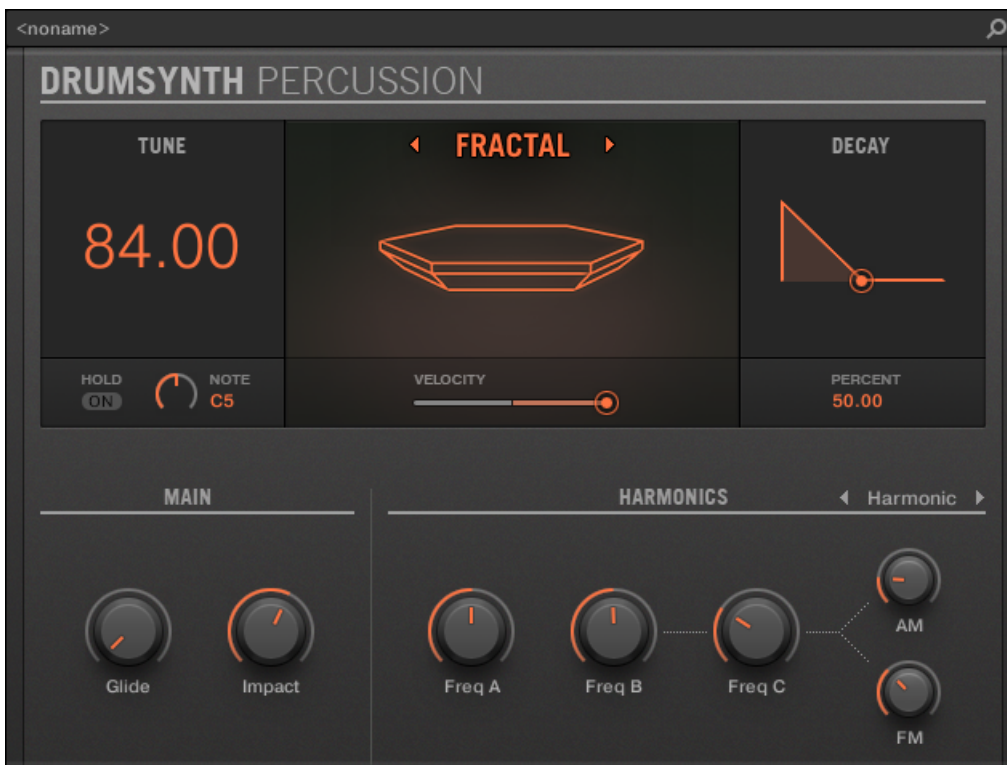 <noname>
DRUMSYNTH PERCUSSION
TUNE
FRACTAL
DECAY
84.00
HOLD
ON
NOTE
C5
VELOCITY
PERCENT
50.00
MAIN
HARMONICS
Harmonic
Glide
Impact
Freq A
Freq B
Freq C
AM
FM